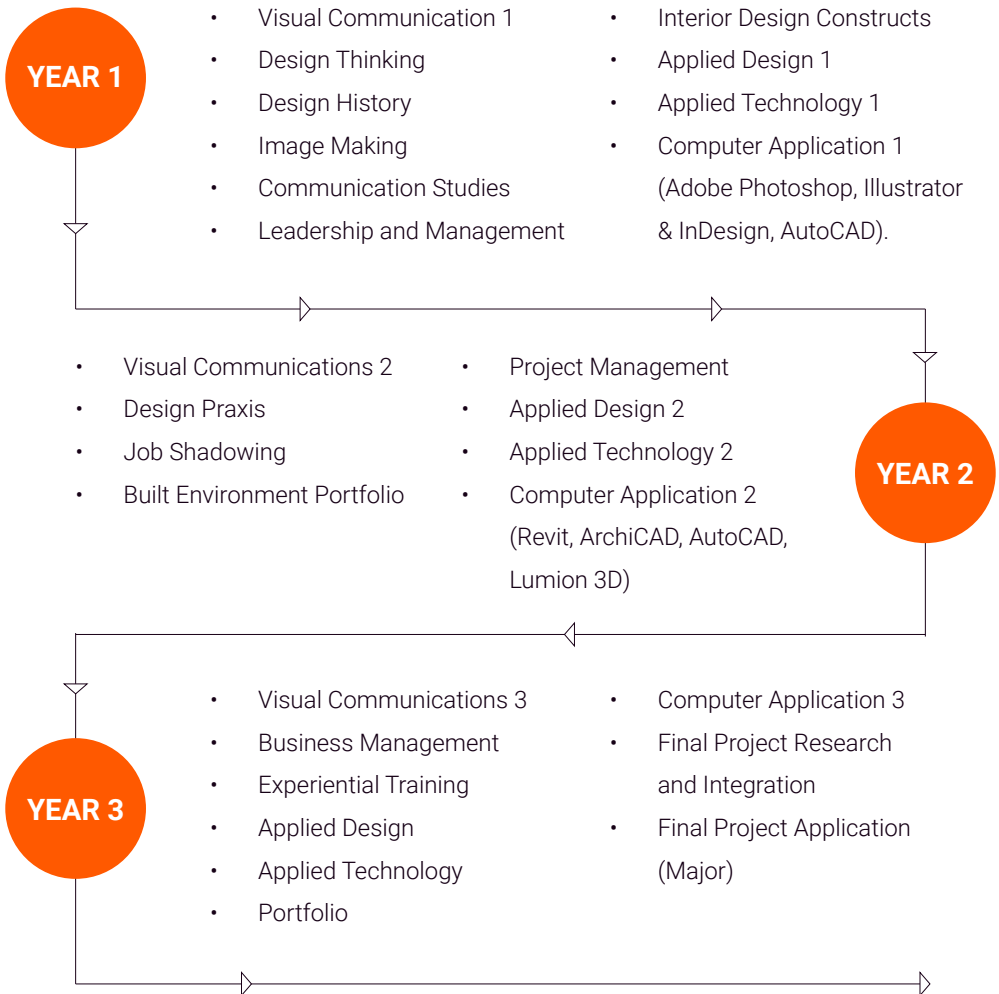 YEAR 1
• Visual Communication 1
• Design Thinking
• Design History
• Image Making
• Communication Studies
• Leadership and Management
• Interior Design Constructs
• Applied Design 1
• Applied Technology 1
• Computer Application 1
(Adobe Photoshop, Illustrator
& InDesign, AutoCAD).
• Visual Communications 2
• Design Praxis
• Job Shadowing
• Built Environment Portfolio
• Project Management
• Applied Design 2
• Applied Technology 2
• Computer Application 2
(Revit, ArchiCAD, AutoCAD,
Lumion 3D)
YEAR 2
YEAR 3
• Visual Communications 3
• Business Management
• Experiential Training
• Applied Design
• Applied Technology
• Portfolio
• Computer Application 3
• Final Project Research
and Integration
• Final Project Application
(Major)